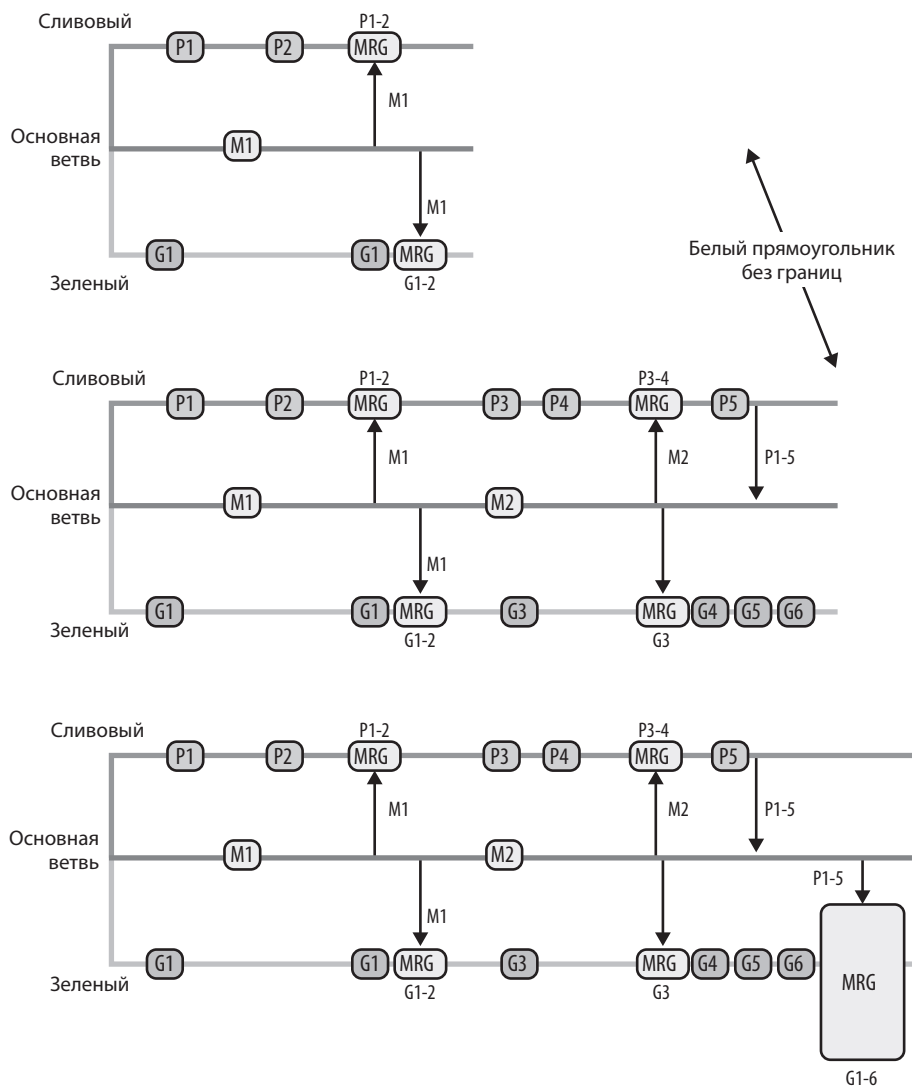 Сливовый
P1-2
P1 P2 MRG
M1
Основная
ветвь
M1
M1
G1 G1 MRG
Зеленый
G1-2
Белый прямоугольник
без границ
Сливовый
P1-2 P3-4
P1 P2 MRG P3 P4 MRG P5
M1 M2 P1-5
Основная
ветвь
M1 M2
M1
G1 G1 MRG G3 MRG G4 G5 G6
Зеленый
G1-2 G3
Сливовый
P1-2 P3-4
P1 P2 MRG P3 P4 MRG P5
M1 M2 P1-5
Основная
ветвь
M1 M2
P1-5
M1
G1 G1 MRG G3 MRG G4 G5 G6
MRG
Зеленый
G1-2 G3
G1-6